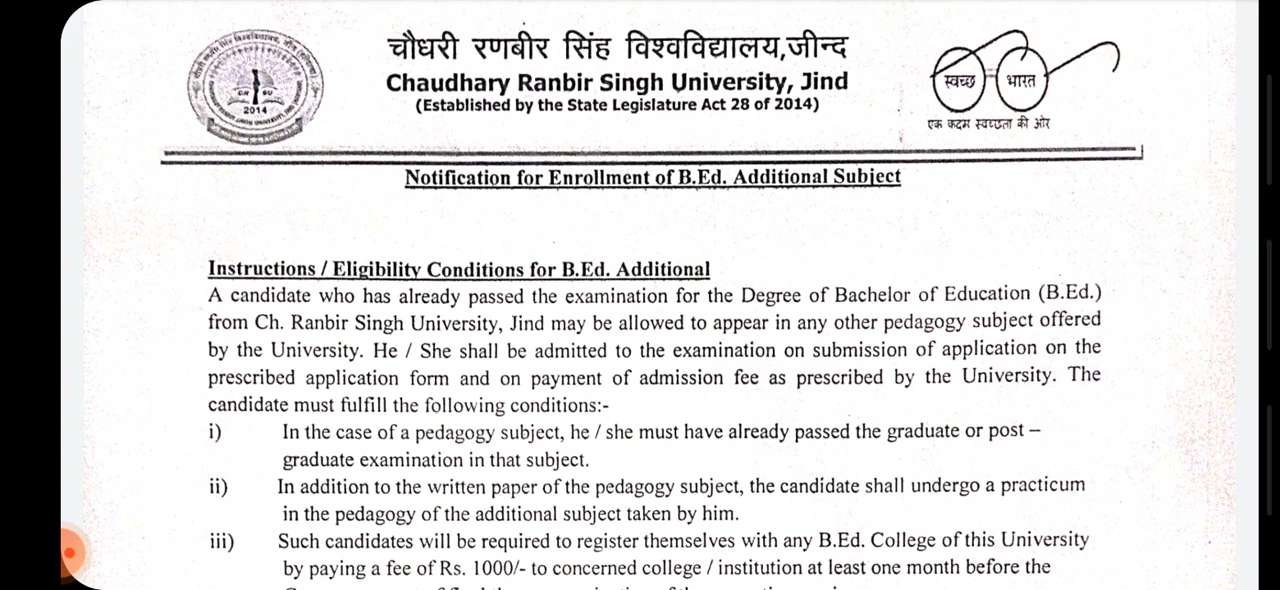 चौधरी रणबीर सिंह विश्वविद्यालय,जीन्द
Chaudhary Ranbir Singh University, Jind
(Established by the State Legislature Act 28 of 2014)
2014
स्वच्छ भारत
एक कदम स्वच्छता की ओर
Notification for Enrollment of B.Ed. Additional Subject
Instructions / Eligibility Conditions for B.Ed. Additional
A candidate who has already passed the examination for the Degree of Bachelor of Education (B.Ed.)
from Ch. Ranbir Singh University, Jind may be allowed to appear in any other pedagogy subject offered
by the University. He / She shall be admitted to the examination on submission of application on the
prescribed application form and on payment of admission fee as prescribed by the University. The
candidate must fulfill the following conditions:-
i) In the case of a pedagogy subject, he / she must have already passed the graduate or post –
graduate examination in that subject.
ii) In addition to the written paper of the pedagogy subject, the candidate shall undergo a practicum
in the pedagogy of the additional subject taken by him.
iii) Such candidates will be required to register themselves with any B.Ed. College of this University
by paying a fee of Rs. 1000/- to concerned college / institution at least one month before the